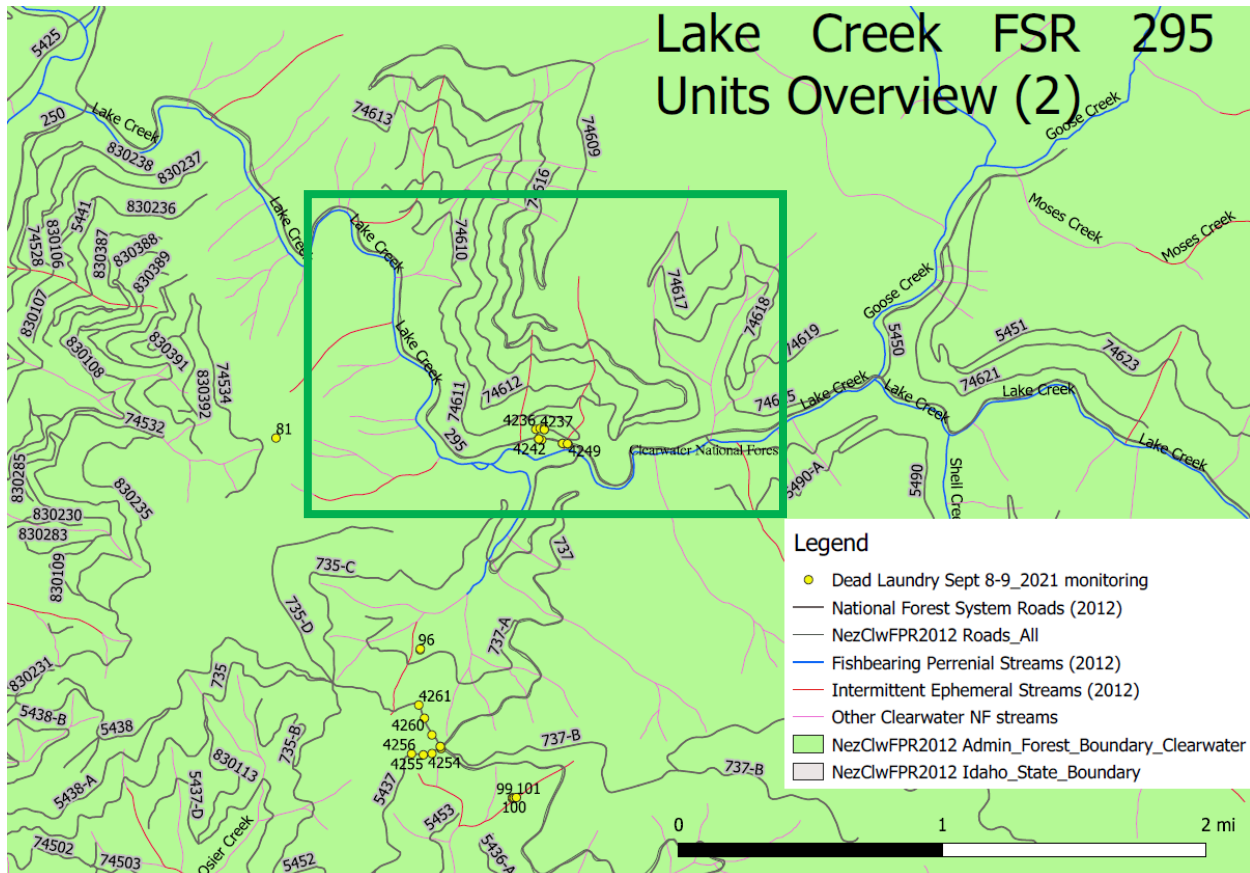 Lake Creek FSR 295
Units Overview (2)
5425
250
Lake Creek
830238
830237
5441
830236
74528
830106
830387
830388
830389
830107
830108
830391
830392
74534
74532
81
830285
830235
830230
830283
830109
830231
74613
74609
Lake Creek
Lake Creek
74610
Lake Creek
74611
74612
295
4236
4237
4242
4249
Clearwater National Forest
74617
74618
74619
Goose Creek
Moses Creek
Moses Creek
Goose Creek
5450
5451
74623
74621
Lake Creek
Lake Creek
Lake Creek
Lake Creek
5490-A
5490
735-C
735-D
737
737-A
96
4261
4260
4256
4255
4254
735
5438-B
5438
735-B
830113
5438-A
5437-D
5437
737-B
737-B
99
101
100
5453
5436-A
74502
74503
Osier Creek
5452
Legend
Dead Laundry Sept 8-9_2021 monitoring
National Forest System Roads (2012)
NezClwFPR2012 Roads_All
Fishbearing Perrenial Streams (2012)
Intermittent Ephemeral Streams (2012)
Other Clearwater NF streams
NezClwFPR2012 Admin_Forest_Boundary_Clearwater
NezClwFPR2012 Idaho_State_Boundary
0 1 2 mi